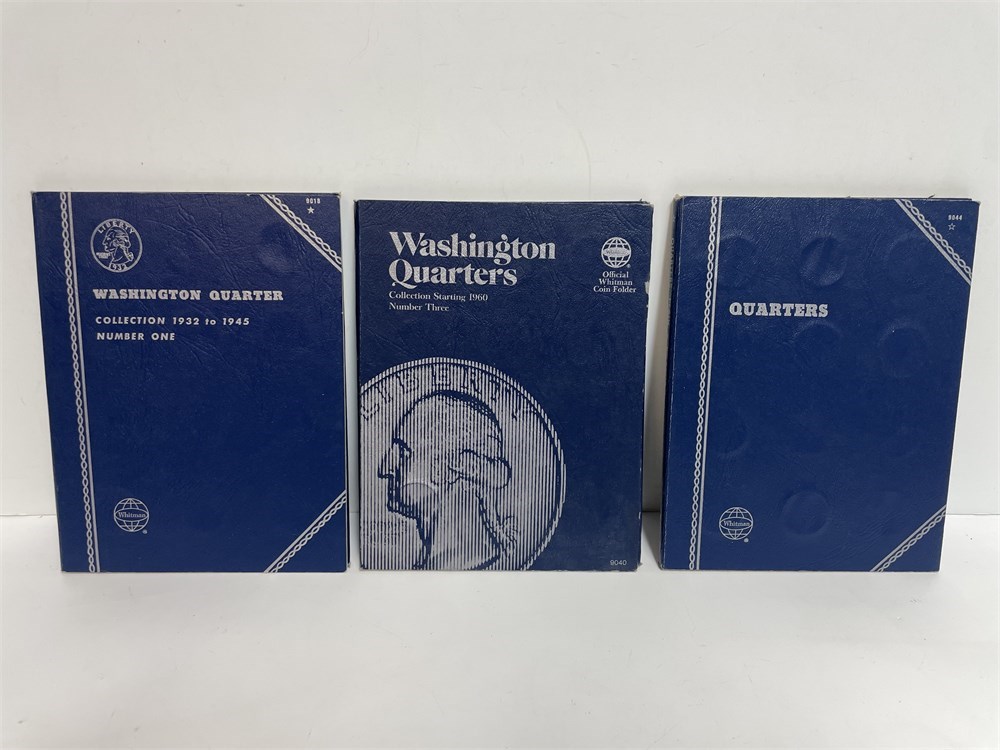 9018
LIBERTY
1932
WASHINGTON QUARTER
COLLECTION 1932 to 1945
NUMBER ONE
Whitman
Washington
Quarters
Collection Starting 1960
Number Three
Official
Whitman
Coin Folder
LIBERTY
9040
9044
QUARTERS
Whitman